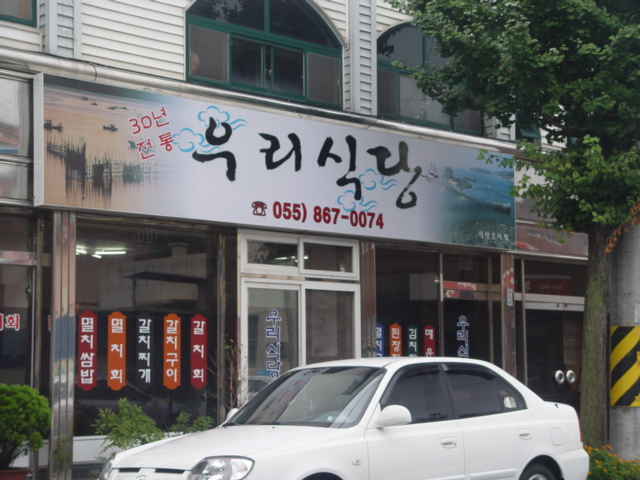 30년
전통
우리식당
☎ 055) 867-0074
멸치쌈밥
멸치회
갈치찌개
갈치구이
갈치회
우리식당